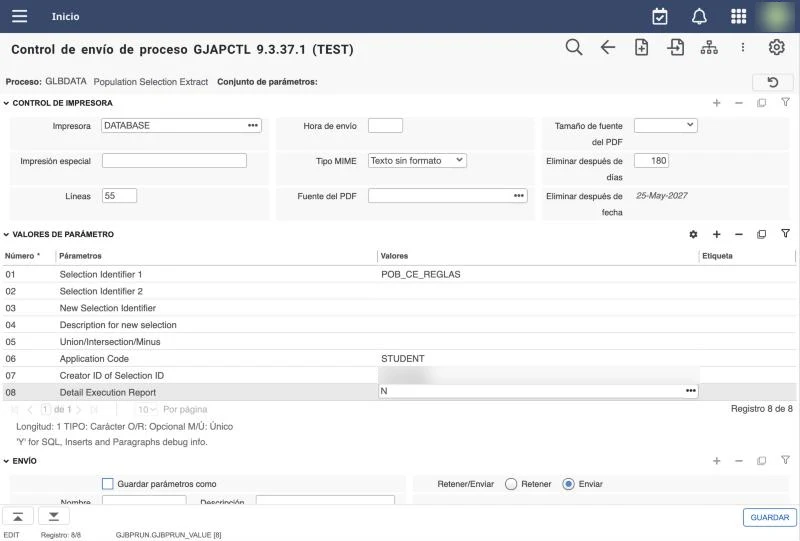 Inicio
Control de envío de proceso GJAPCTL 9.3.37.1 (TEST)
Proceso: GLBDATA Population Selection Extract Conjunto de parámetros:
CONTROL DE IMPRESORA
Impresora DATABASE Hora de envío Tamaño de fuente del PDF
Impresión especial Tipo MIME Texto sin formato Eliminar después de días 180
Líneas 55 Fuente del PDF Eliminar después de fecha 25-May-2027
VALORES DE PARÁMETRO
Número * Párametros Valores Etiqueta
01 Selection Identifier 1 POB_CE_REGLAS
02 Selection Identifier 2
03 New Selection Identifier
04 Description for new selection
05 Union/Intersection/Minus
06 Application Code STUDENT
07 Creator ID of Selection ID
08 Detail Execution Report N
1 de 1 10 Por página Registro 8 de 8
Longitud: 1 TIPO: Carácter O/R: Opcional M/Ú: Único
'Y' for SQL, Inserts and Paragraphs debug info.
ENVÍO
Guardar parámetros como Retener/Enviar Retener Enviar
Nombre Descripción
GUARDAR
EDIT Registro: 8/8 GJBPRUN.GJBPRUN_VALUE [8]